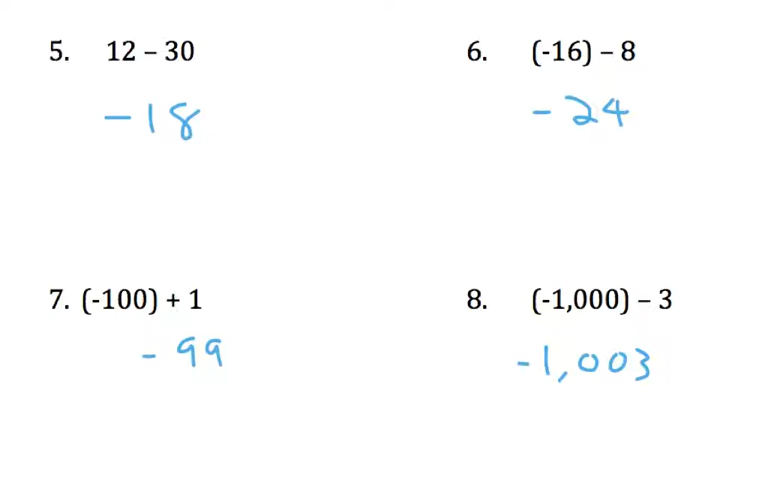 5. 12 – 30
6. (-16) – 8
–18
-24
7. (-100) + 1
8. (-1,000) – 3
-99
-1,003